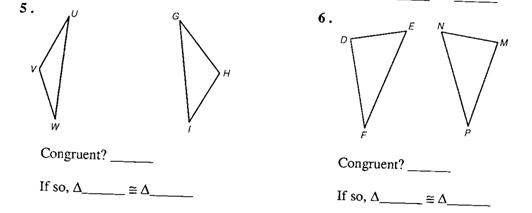 5.
U
V
W
G
H
I
Congruent? ______
If so, Δ______ ≅ Δ______
6.
D
E
F
N
M
P
Congruent? ______
If so, Δ______ ≅ Δ______